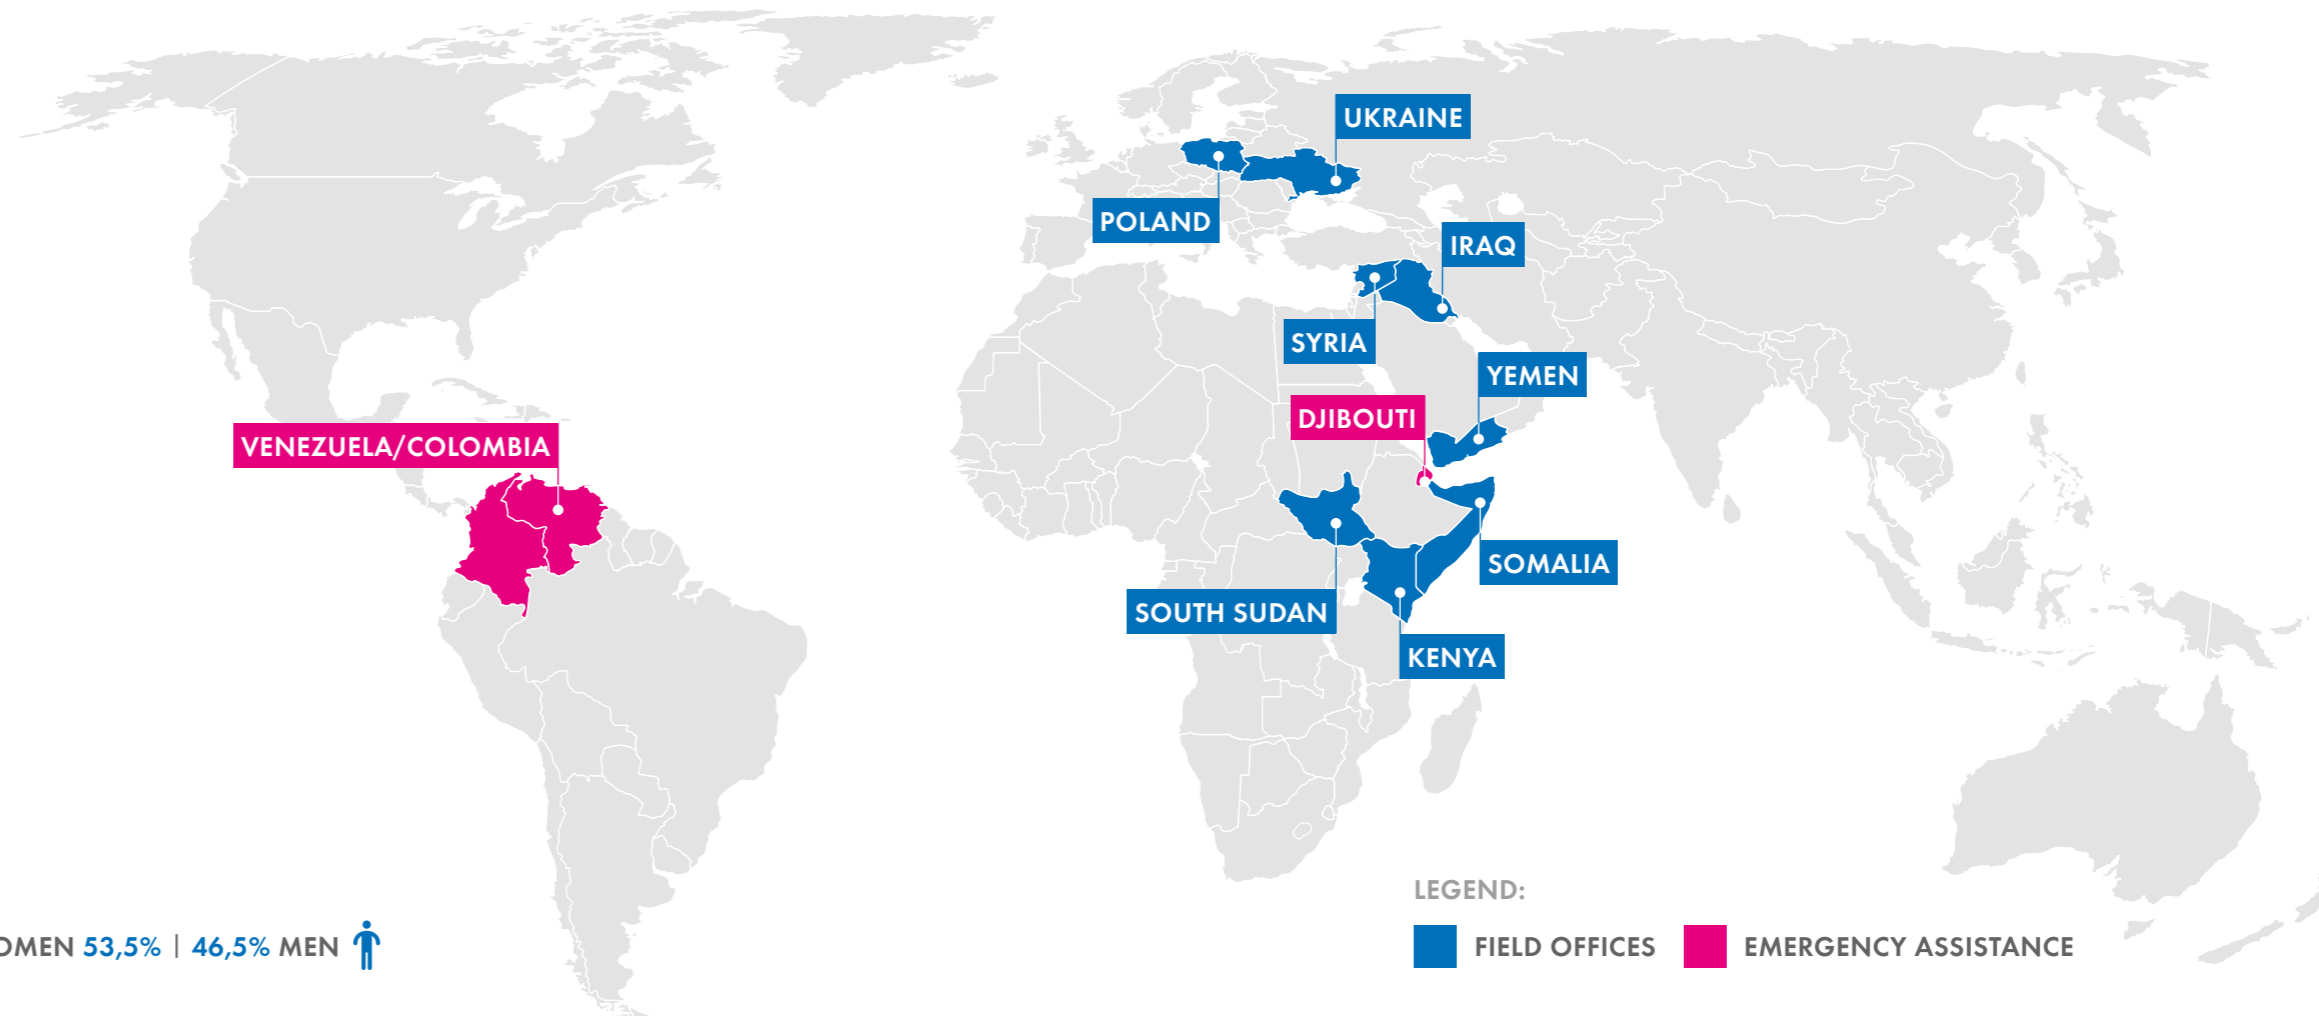 UKRAINE
POLAND
IRAQ
SYRIA
YEMEN
DJIBOUTI
VENEZUELA/COLOMBIA
SOMALIA
SOUTH SUDAN
KENYA
LEGEND:
FIELD OFFICES
EMERGENCY ASSISTANCE
OMEN 53,5% | 46,5% MEN